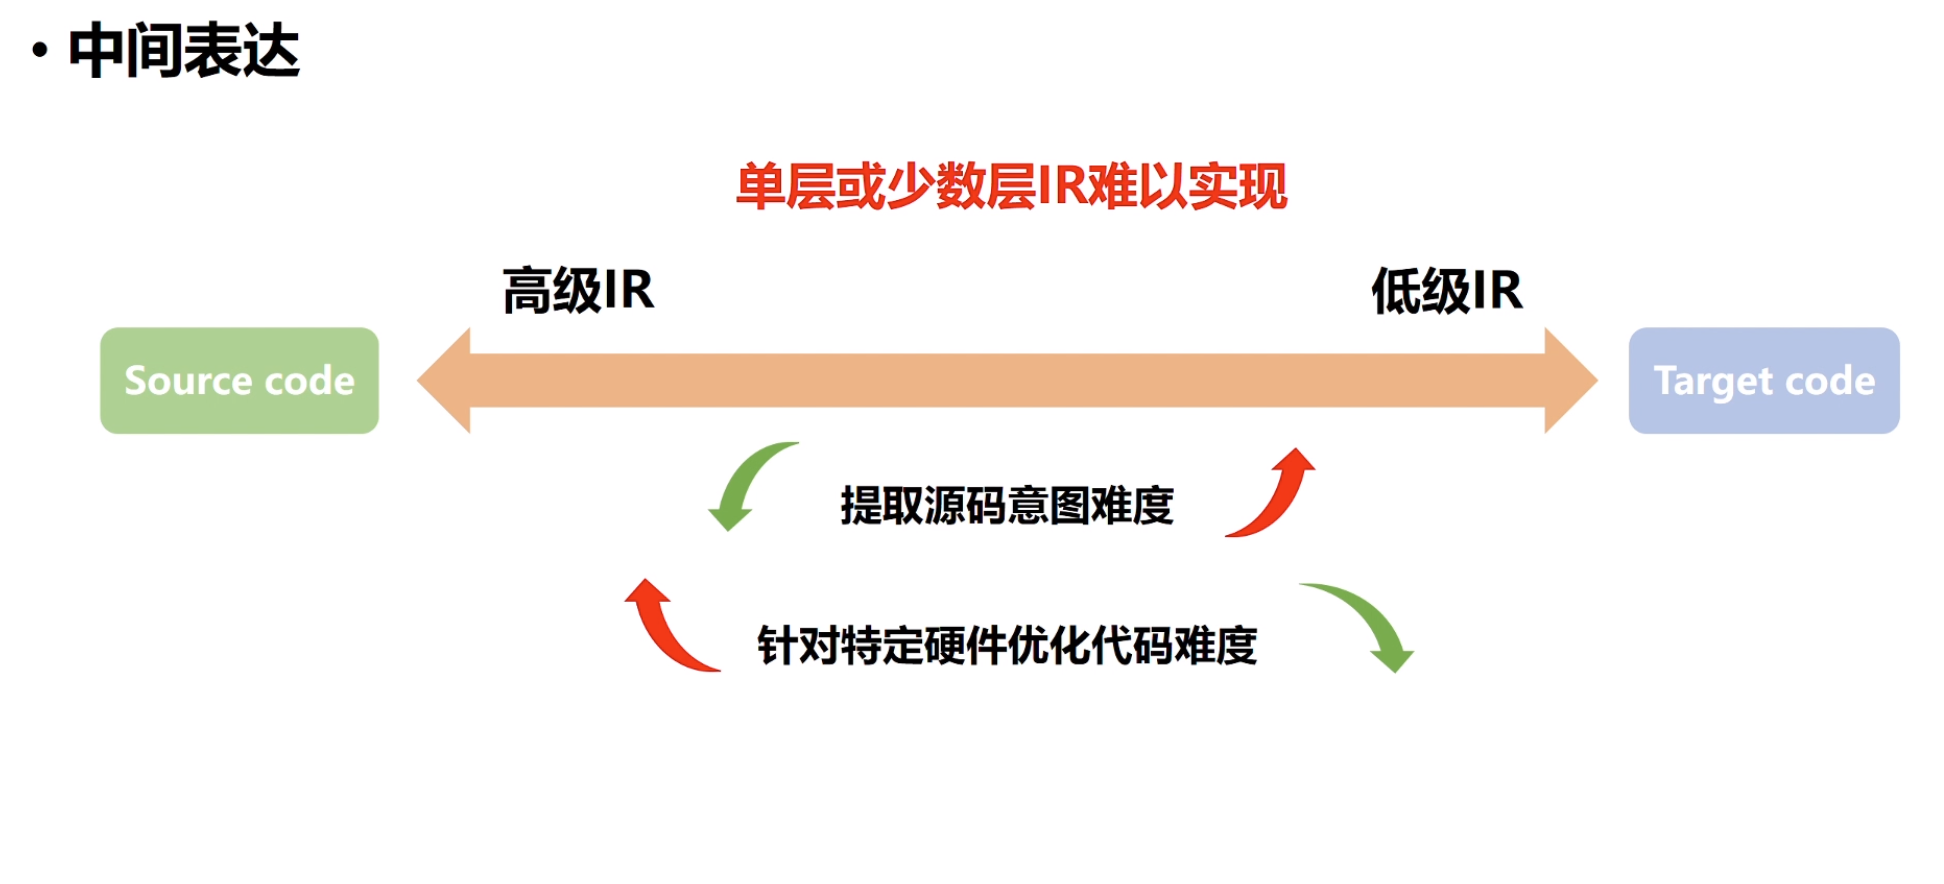 • 中间表达
单层或少数层IR难以实现
高级IR
低级IR
Source code
Target code
提取源码意图难度
针对特定硬件优化代码难度